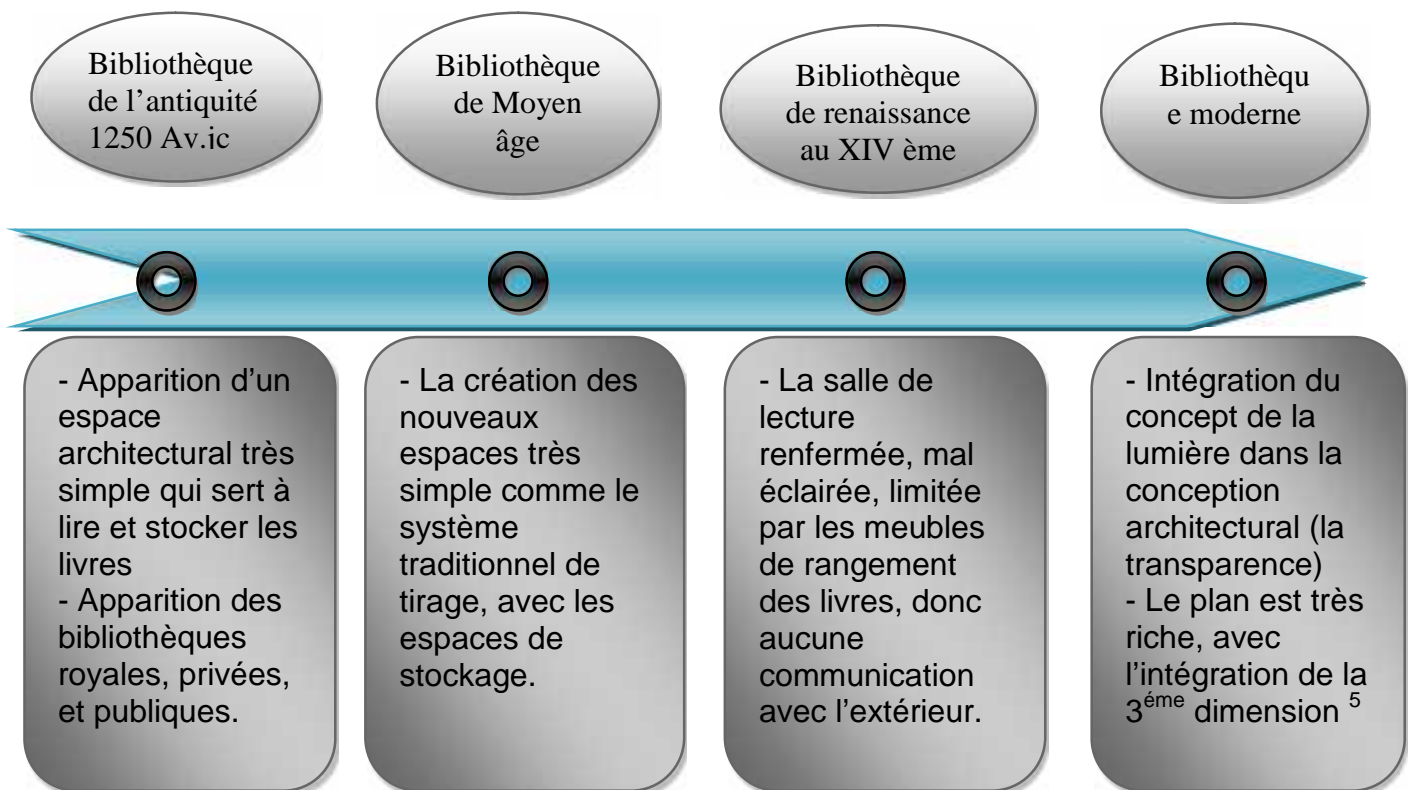 Bibliothèque
de l’antiquité
1250 Av.jc
Bibliothèque
de Moyen
âge
Bibliothèque
de renaissance
au XIV ème
Bibliothèqu
e moderne
- Apparition d’un
espace
architectural très
simple qui sert à
lire et stocker les
livres
- Apparition des
bibliothèques
royales, privées,
et publiques.
- La création des
nouveaux
espaces très
simple comme le
système
traditionnel de
tirage, avec les
espaces de
stockage.
- La salle de
lecture
renfermée, mal
éclairée, limitée
par les meubles
de rangement
des livres, donc
aucune
communication
avec l’extérieur.
- Intégration du
concept de la
lumière dans la
conception
architectural (la
transparence)
- Le plan est très
riche, avec
l’intégration de la
3éme dimension 5